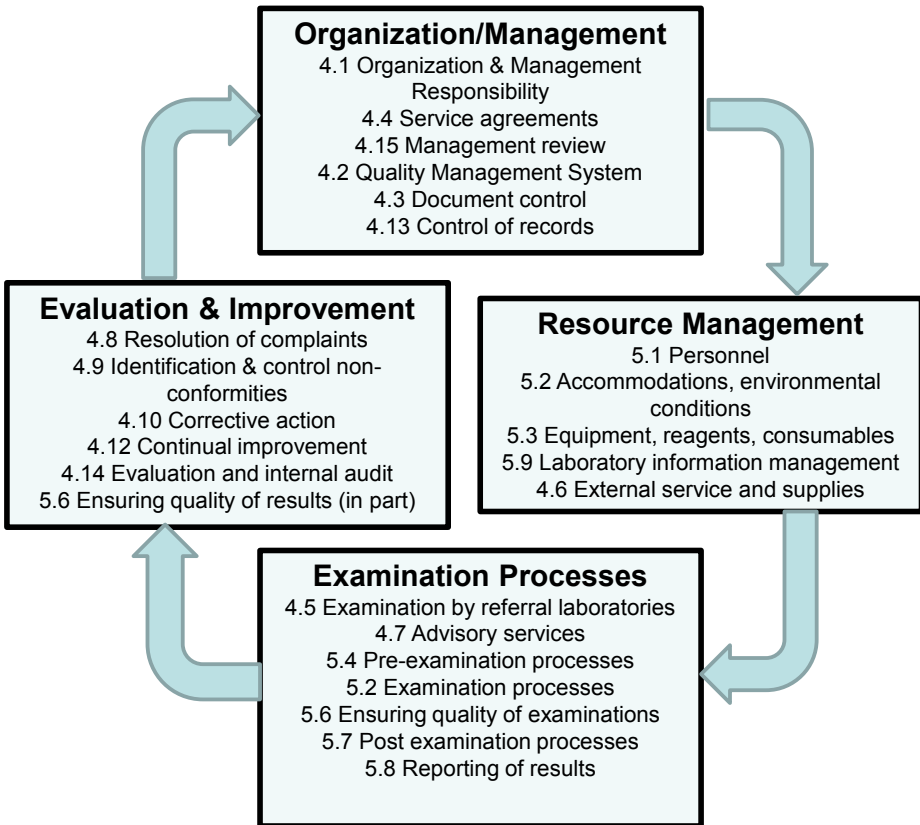 Organization/Management
4.1 Organization & Management
Responsibility
4.4 Service agreements
4.15 Management review
4.2 Quality Management System
4.3 Document control
4.13 Control of records
Evaluation & Improvement
4.8 Resolution of complaints
4.9 Identification & control non-
conformities
4.10 Corrective action
4.12 Continual improvement
4.14 Evaluation and internal audit
5.6 Ensuring quality of results (in part)
Resource Management
5.1 Personnel
5.2 Accommodations, environmental
conditions
5.3 Equipment, reagents, consumables
5.9 Laboratory information management
4.6 External service and supplies
Examination Processes
4.5 Examination by referral laboratories
4.7 Advisory services
5.4 Pre-examination processes
5.2 Examination processes
5.6 Ensuring quality of examinations
5.7 Post examination processes
5.8 Reporting of results